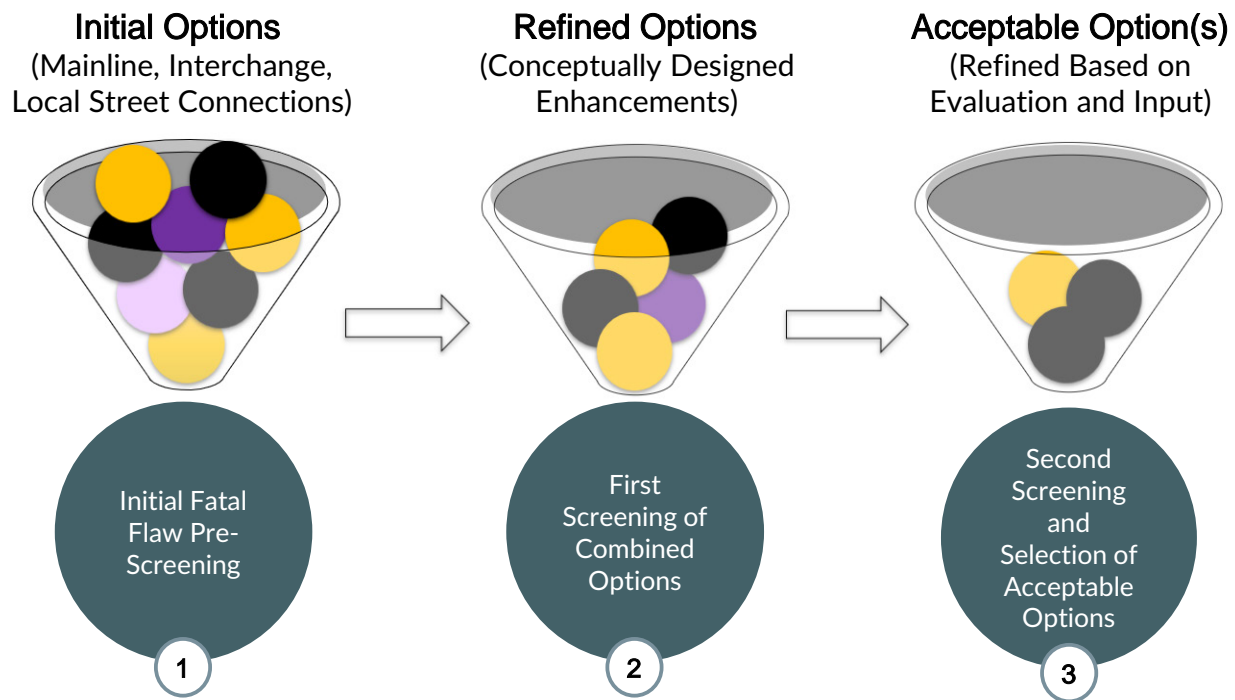 Initial Options
(Mainline, Interchange,
Local Street Connections)
Refined Options
(Conceptually Designed
Enhancements)
Acceptable Option(s)
(Refined Based on
Evaluation and Input)
Initial Fatal
Flaw Pre-
Screening
1
First
Screening of
Combined
Options
2
Second
Screening
and
Selection of
Acceptable
Options
3